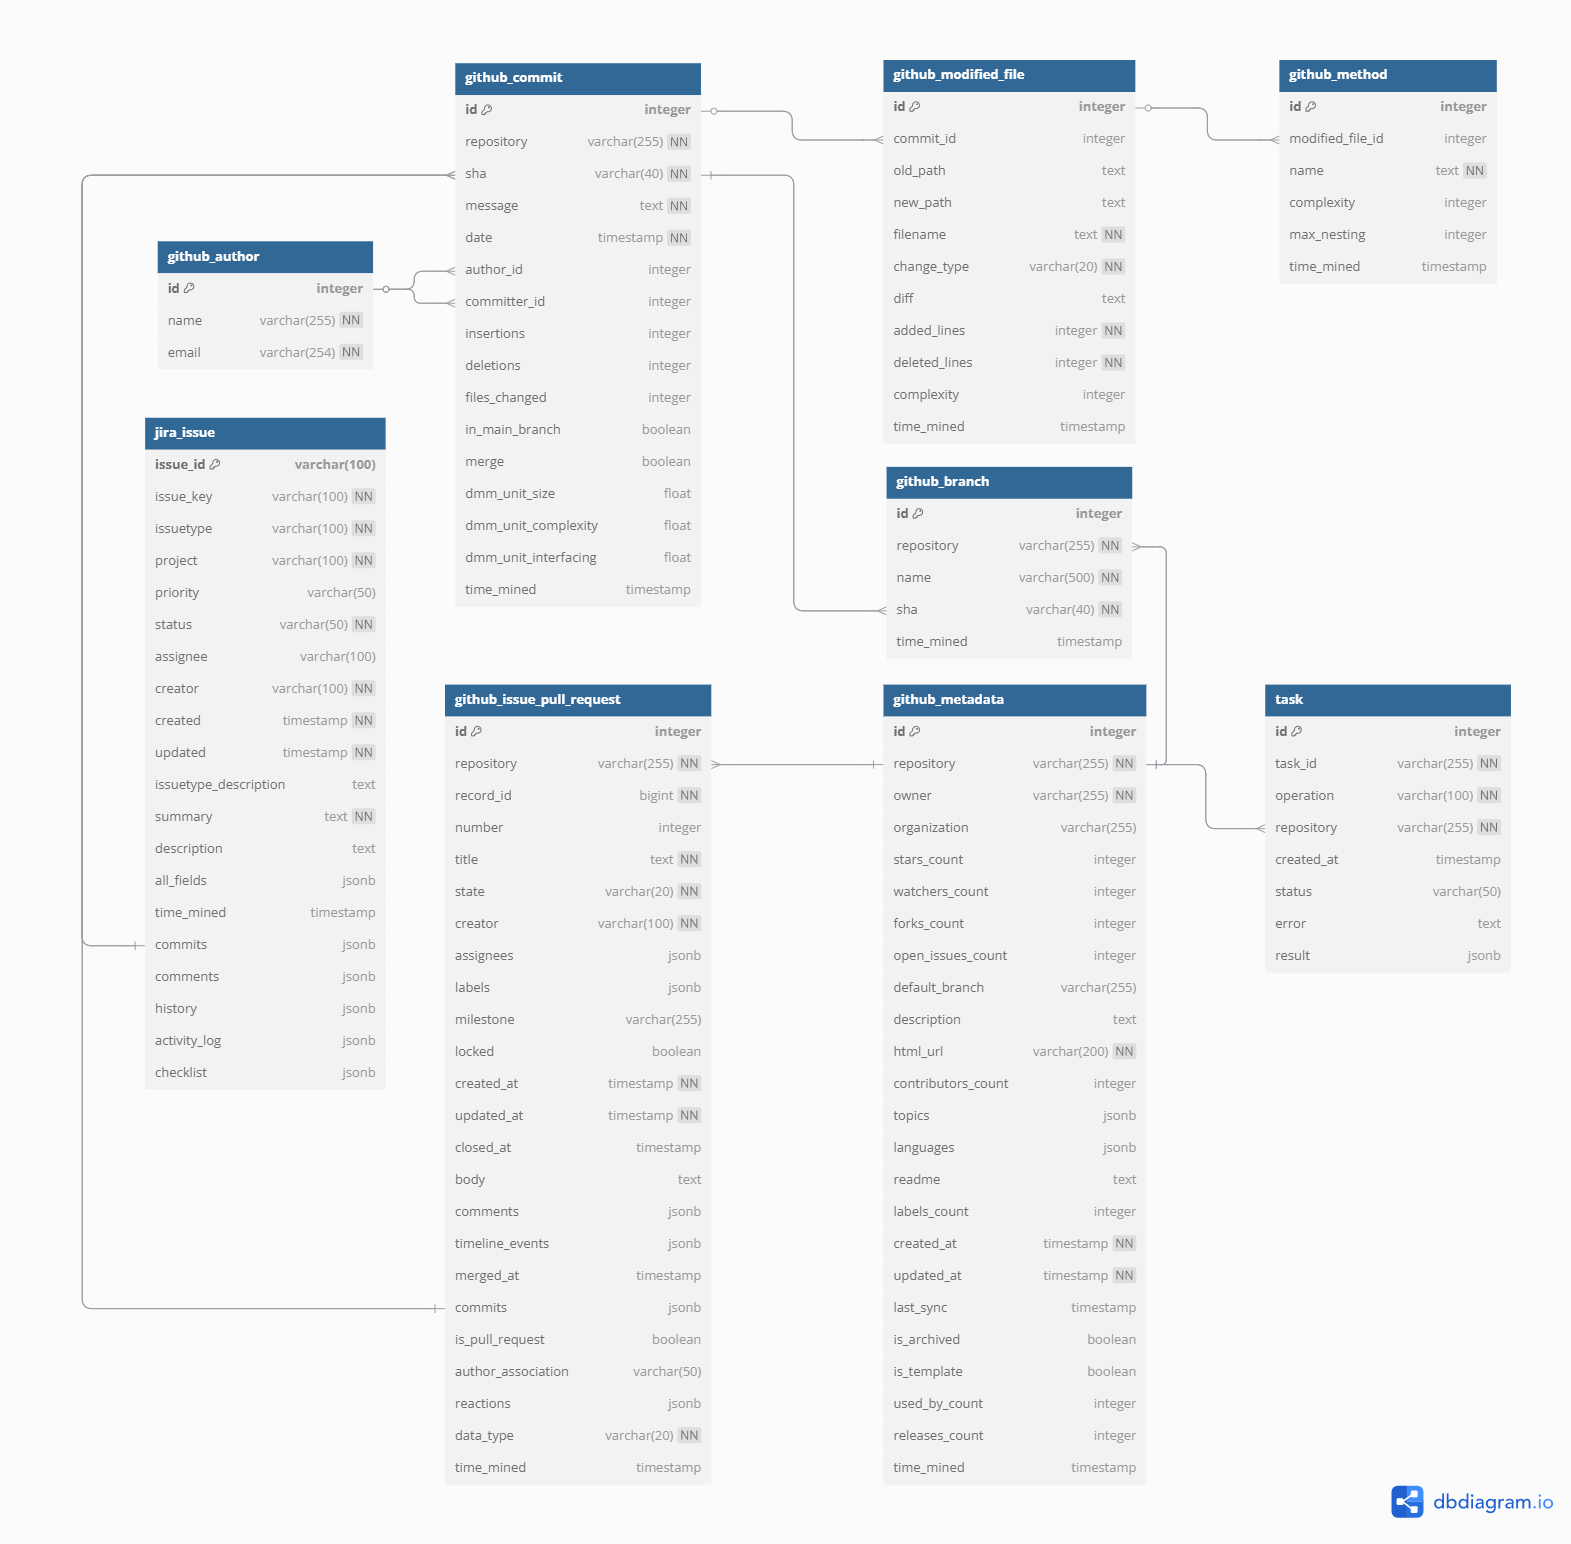 github_commit
id integer
repository varchar(255) NN
sha varchar(40) NN
message text NN
date timestamp NN
author_id integer
committer_id integer
insertions integer
deletions integer
files_changed integer
in_main_branch boolean
merge boolean
dmm_unit_size float
dmm_unit_complexity float
dmm_unit_interfacing float
time_mined timestamp
github_modified_file
id integer
commit_id integer
old_path text
new_path text
filename text NN
change_type varchar(20) NN
diff text
added_lines integer NN
deleted_lines integer NN
complexity integer
time_mined timestamp
github_method
id integer
modified_file_id integer
name text NN
complexity integer
max_nesting integer
time_mined timestamp
github_author
id integer
name varchar(255) NN
email varchar(254) NN
jira_issue
issue_id varchar(100)
issue_key varchar(100) NN
issuetype varchar(100) NN
project varchar(100) NN
priority varchar(50)
status varchar(50) NN
assignee varchar(100)
creator varchar(100) NN
created timestamp NN
updated timestamp NN
issuetype_description text
summary text NN
description text
all_fields jsonb
time_mined timestamp
commits jsonb
comments jsonb
history jsonb
activity_log jsonb
checklist jsonb
github_branch
id integer
repository varchar(255) NN
name varchar(500) NN
sha varchar(40) NN
time_mined timestamp
github_issue_pull_request
id integer
repository varchar(255) NN
record_id bigint NN
number integer
title text NN
state varchar(20) NN
creator varchar(100) NN
assignees jsonb
labels jsonb
milestone varchar(255)
locked boolean
created_at timestamp NN
updated_at timestamp NN
closed_at timestamp
body text
comments jsonb
timeline_events jsonb
merged_at timestamp
commits jsonb
is_pull_request boolean
author_association varchar(50)
reactions jsonb
data_type varchar(20) NN
time_mined timestamp
github_metadata
id integer
repository varchar(255) NN
owner varchar(255) NN
organization varchar(255)
stars_count integer
watchers_count integer
forks_count integer
open_issues_count integer
default_branch varchar(255)
description text
html_url varchar(200) NN
contributors_count integer
topics jsonb
languages jsonb
readme text
labels_count integer
created_at timestamp NN
updated_at timestamp NN
last_sync timestamp
is_archived boolean
is_template boolean
used_by_count integer
releases_count integer
time_mined timestamp
task
id integer
task_id varchar(255) NN
operation varchar(100) NN
repository varchar(255) NN
created_at timestamp
status varchar(50)
error text
result jsonb
dbdiagram.io